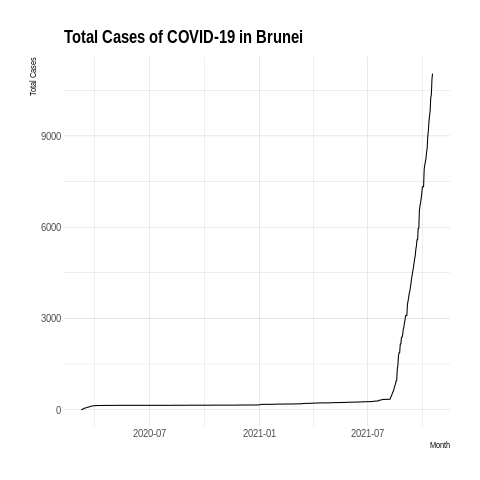 Total Cases of COVID-19 in Brunei
Total Cases
9000
6000
3000
0
2020-07
2021-01
2021-07
Month